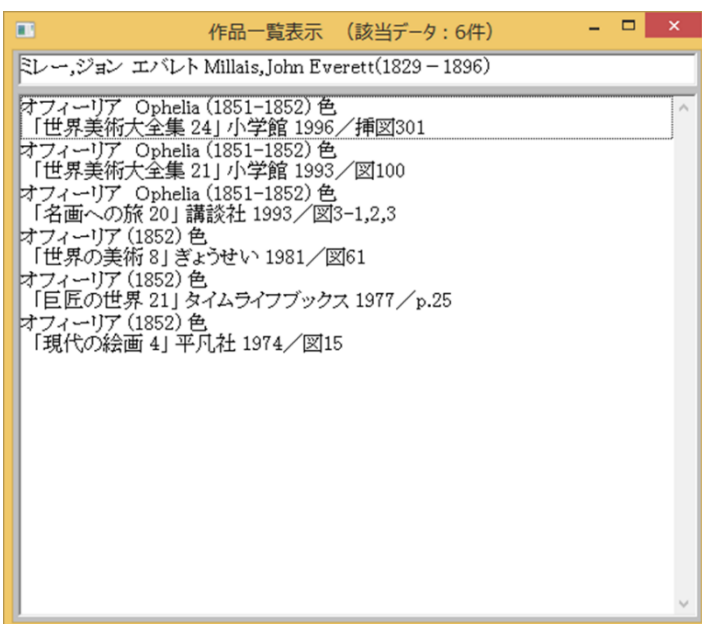 作品一覧表示 （該当データ：6件）
ミレー,ジョン エバレト Millais,John Everett(1829－1896)
オフィーリア Ophelia (1851-1852) 色
「世界美術大全集 24」 小学館 1996／挿図301
オフィーリア Ophelia (1851-1852) 色
「世界美術大全集 21」 小学館 1993／図100
オフィーリア Ophelia (1851-1852) 色
「名画への旅 20」 講談社 1993／図3-1,2,3
オフィーリア (1852) 色
「世界の美術 8」 ぎょうせい 1981／図61
オフィーリア (1852) 色
「巨匠の世界 21」 タイムライフブックス 1977／p.25
オフィーリア (1852) 色
「現代の絵画 4」 平凡社 1974／図15